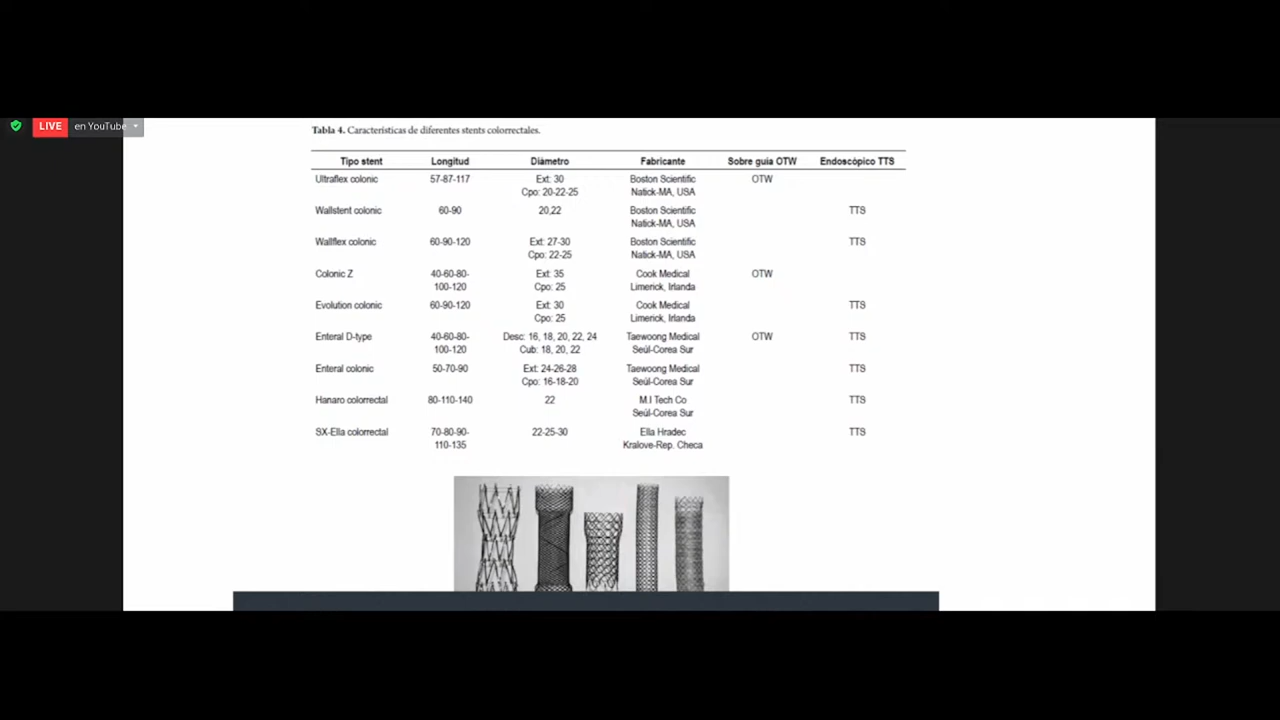 LIVE en YouTube
Tabla 4. Características de diferentes stents colorrectales.
Tipo stent Longitud Diámetro Fabricante Sobre guía OTW Endoscópico TTS
Ultraflex colonic 57-87-117 Ext: 30 Boston Scientific OTW
Cpo: 20-22-25 Natick-MA, USA
Wallstent colonic 60-90 20,22 Boston Scientific TTS
Natick-MA, USA
Wallflex colonic 60-90-120 Ext: 27-30 Boston Scientific TTS
Cpo: 22-25 Natick-MA, USA
Colonic Z 40-60-80- Ext: 35 Cook Medical OTW
100-120 Cpo: 25 Limerick, Irlanda
Evolution colonic 60-90-120 Ext: 30 Cook Medical TTS
Cpo: 25 Limerick, Irlanda
Enteral D-type 40-60-80- Desc: 16, 18, 20, 22, 24 Taewoong Medical OTW TTS
100-120 Cub: 18, 20, 22 Seúl-Corea Sur
Enteral colonic 50-70-90 Ext: 24-26-28 Taewoong Medical TTS
Cpo: 16-18-20 Seúl-Corea Sur
Hanaro colorrectal 80-110-140 22 M.I Tech Co TTS
Seúl-Corea Sur
SX-Ella colorrectal 70-80-90- 22-25-30 Ella Hradec TTS
110-135 Kralove-Rep. Checa